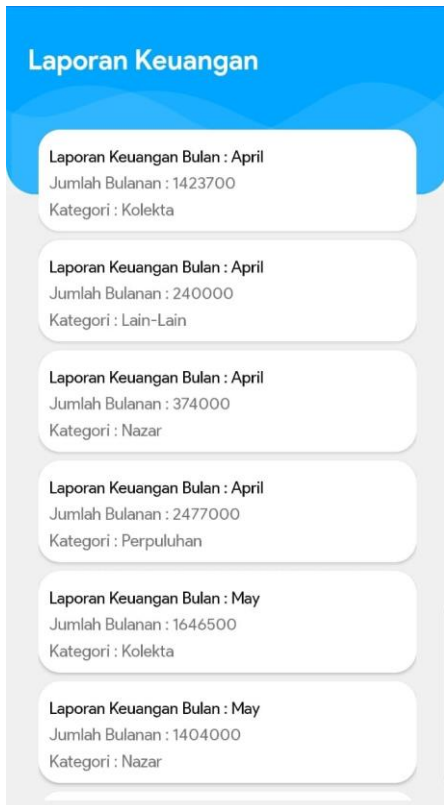 Laporan Keuangan
Laporan Keuangan Bulan : April
Jumlah Bulanan : 1423700
Kategori : Kolekta
Laporan Keuangan Bulan : April
Jumlah Bulanan : 240000
Kategori : Lain-Lain
Laporan Keuangan Bulan : April
Jumlah Bulanan : 374000
Kategori : Nazar
Laporan Keuangan Bulan : April
Jumlah Bulanan : 2477000
Kategori : Perpuluhan
Laporan Keuangan Bulan : May
Jumlah Bulanan : 1646500
Kategori : Kolekta
Laporan Keuangan Bulan : May
Jumlah Bulanan : 1404000
Kategori : Nazar